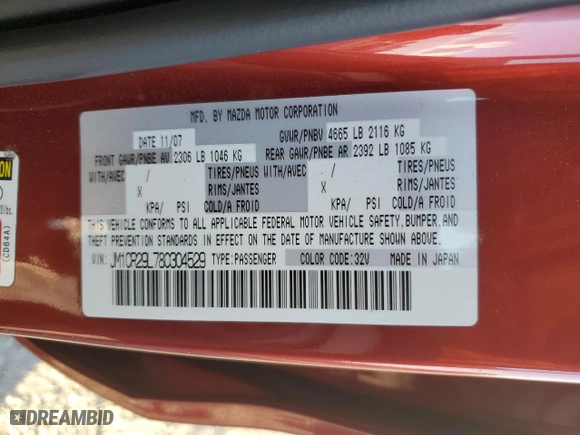 MFD. BY MAZDA MOTOR CORPORATION
DATE 11/07 GVWR/PNBV 4665 LB 2116 KG
FRONT GAWR/PNBE AV 2306 LB 1046 KG REAR GAWR/PNBE AR 2392 LB 1085 KG
WITH/AVEC / TIRES/PNEUS WITH/AVEC / TIRES/PNEUS
X RIMS/JANTES X RIMS/JANTES
KPA/ PSI COLD/A FROID KPA/ PSI COLD/A FROID
THIS VEHICLE CONFORMS TO ALL APPLICABLE FEDERAL MOTOR VEHICLE SAFETY, BUMPER, AND
THEFT PREVENTION STANDARDS IN EFFECT ON THE DATE OF MANUFACTURE SHOWN ABOVE.
VIN: JM1CR29L780304529 TYPE:PASSENGER COLOR CODE:32V MADE IN JAPAN
(CD84A)
DREAMBID